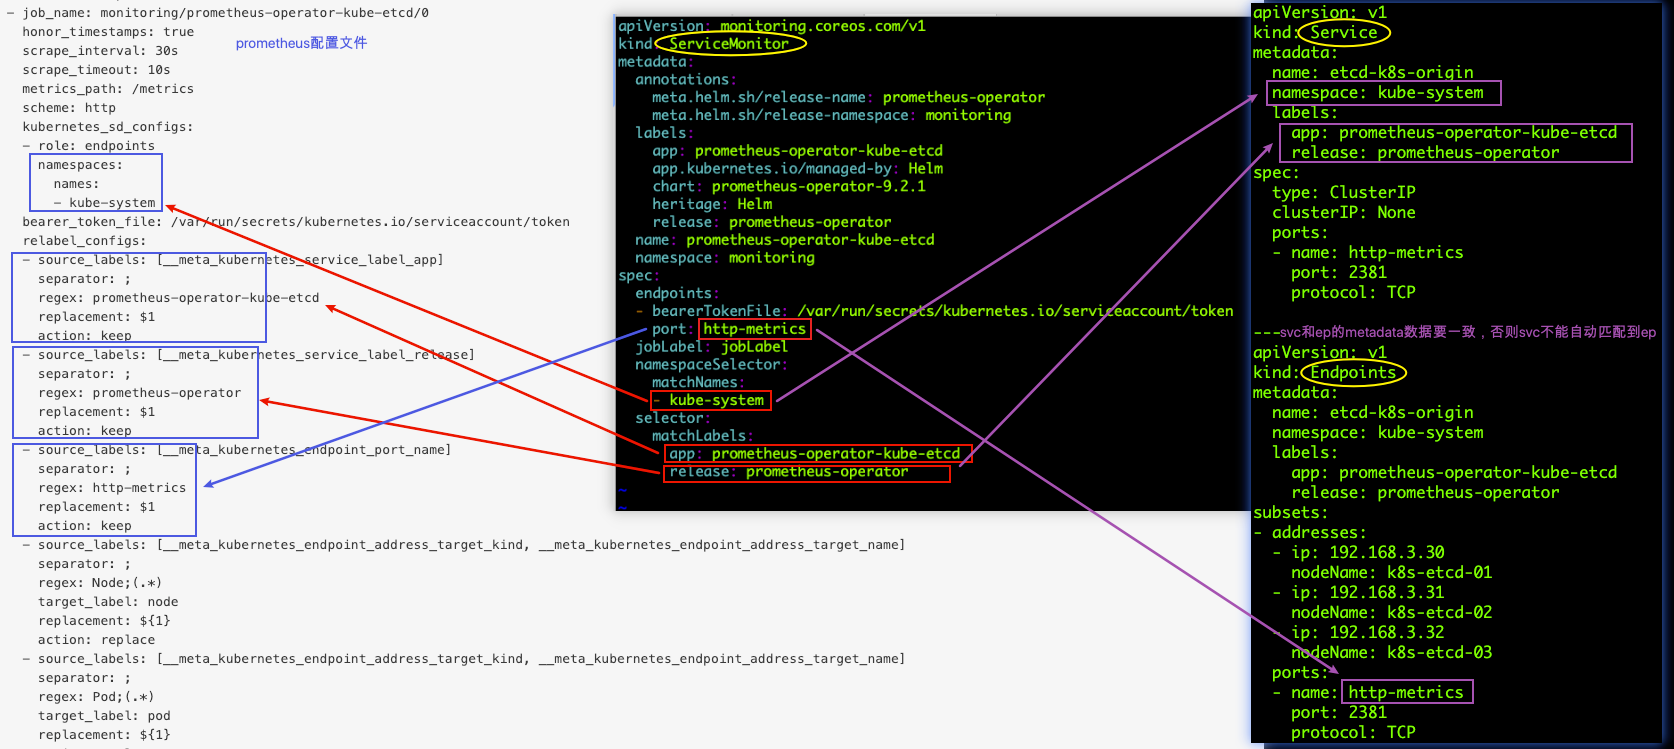 - job_name: monitoring/prometheus-operator-kube-etcd/0
honor_timestamps: true
scrape_interval: 30s
prometheus配置文件
scrape_timeout: 10s
metrics_path: /metrics
scheme: http
kubernetes_sd_configs:
- role: endpoints
namespaces:
names:
- kube-system
bearer_token_file: /var/run/secrets/kubernetes.io/serviceaccount/token
relabel_configs:
- source_labels: [__meta_kubernetes_service_label_app]
separator: ;
regex: prometheus-operator-kube-etcd
replacement: $1
action: keep
- source_labels: [__meta_kubernetes_service_label_release]
separator: ;
regex: prometheus-operator
replacement: $1
action: keep
- source_labels: [__meta_kubernetes_endpoint_port_name]
separator: ;
regex: http-metrics
replacement: $1
action: keep
- source_labels: [__meta_kubernetes_endpoint_address_target_kind, __meta_kubernetes_endpoint_address_target_name]
separator: ;
regex: Node;(.*)
target_label: node
replacement: ${1}
action: replace
- source_labels: [__meta_kubernetes_endpoint_address_target_kind, __meta_kubernetes_endpoint_address_target_name]
separator: ;
regex: Pod;(.*)
target_label: pod
replacement: ${1}
apiVersion: monitoring.coreos.com/v1
kind: ServiceMonitor
metadata:
annotations:
meta.helm.sh/release-name: prometheus-operator
meta.helm.sh/release-namespace: monitoring
labels:
app: prometheus-operator-kube-etcd
app.kubernetes.io/managed-by: Helm
chart: prometheus-operator-9.2.1
heritage: Helm
release: prometheus-operator
name: prometheus-operator-kube-etcd
namespace: monitoring
spec:
endpoints:
- bearerTokenFile: /var/run/secrets/kubernetes.io/serviceaccount/token
port: http-metrics
jobLabel: jobLabel
namespaceSelector:
matchNames:
- kube-system
selector:
matchLabels:
app: prometheus-operator-kube-etcd
release: prometheus-operator
~
~
apiVersion: v1
kind: Service
metadata:
name: etcd-k8s-origin
namespace: kube-system
labels:
app: prometheus-operator-kube-etcd
release: prometheus-operator
spec:
type: ClusterIP
clusterIP: None
ports:
- name: http-metrics
port: 2381
protocol: TCP
---svc和ep的metadata数据要一致，否则svc不能自动匹配到ep
apiVersion: v1
kind: Endpoints
metadata:
name: etcd-k8s-origin
namespace: kube-system
labels:
app: prometheus-operator-kube-etcd
release: prometheus-operator
subsets:
- addresses:
- ip: 192.168.3.30
nodeName: k8s-etcd-01
- ip: 192.168.3.31
nodeName: k8s-etcd-02
- ip: 192.168.3.32
nodeName: k8s-etcd-03
ports:
- name: http-metrics
port: 2381
protocol: TCP